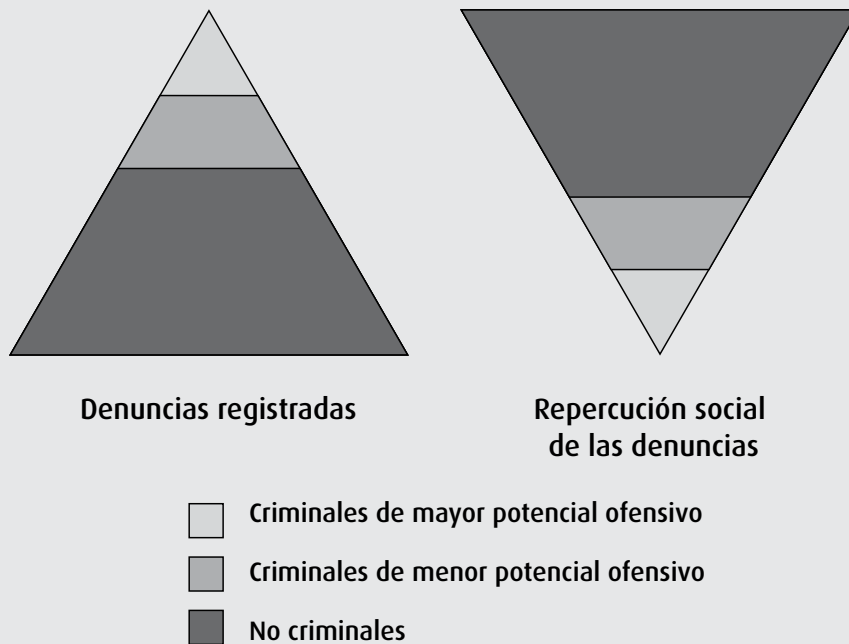 Denuncias registradas
Repercución social
de las denuncias
Criminales de mayor potencial ofensivo
Criminales de menor potencial ofensivo
No criminales